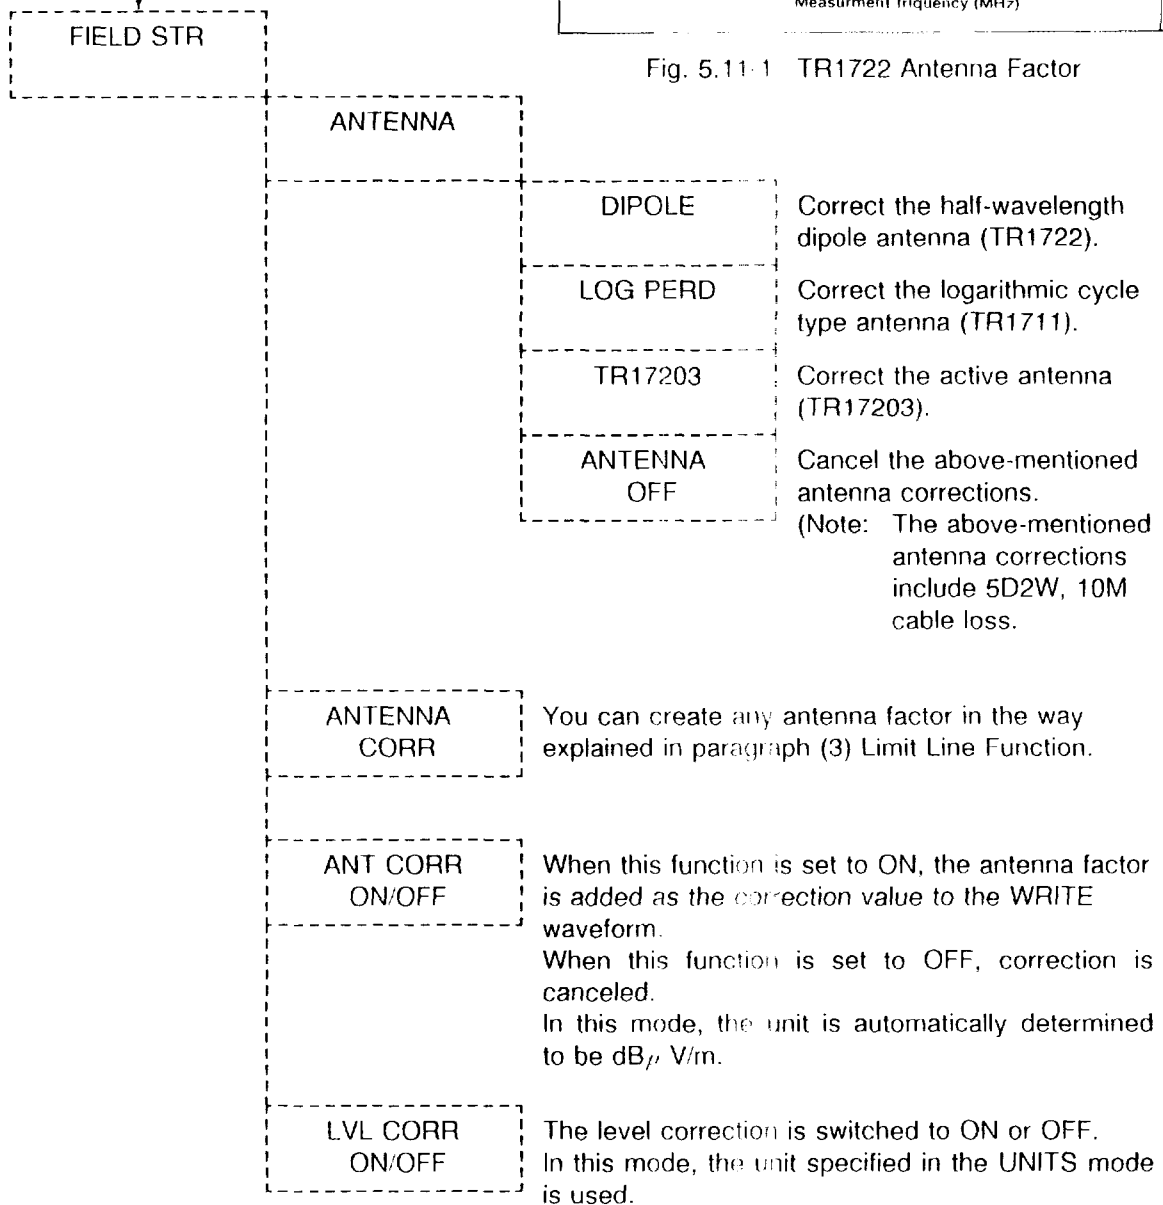 Measurment friquency (MHz)
FIELD STR
Fig. 5.11-1 TR1722 Antenna Factor
ANTENNA
DIPOLE
Correct the half-wavelength
dipole antenna (TR1722).
LOG PERD
Correct the logarithmic cycle
type antenna (TR1711).
TR17203
Correct the active antenna
(TR17203).
ANTENNA
OFF
Cancel the above-mentioned
antenna corrections.
(Note: The above-mentioned
antenna corrections
include 5D2W, 10M
cable loss.
ANTENNA
CORR
You can create any antenna factor in the way
explained in paragraph (3) Limit Line Function.
ANT CORR
ON/OFF
When this function is set to ON, the antenna factor
is added as the correction value to the WRITE
waveform.
When this function is set to OFF, correction is
canceled.
In this mode, the unit is automatically determined
to be dBμ V/m.
LVL CORR
ON/OFF
The level correction is switched to ON or OFF.
In this mode, the unit specified in the UNITS mode
is used.